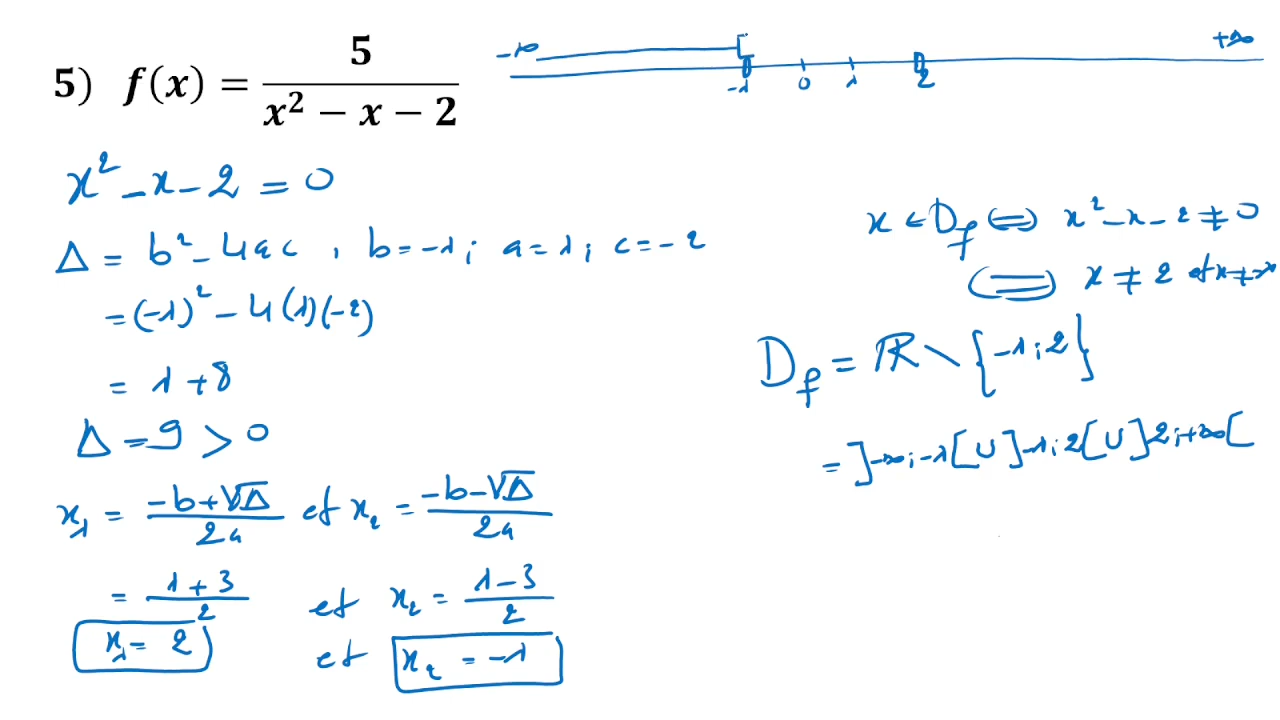 5) f(x) = 5 / (x² − x − 2)
−∞ −1 0 1 2 +∞
x² − x − 2 = 0
Δ = b² − 4ac , b = −1 ; a = 1 ; c = −2
= (−1)² − 4(1)(−2)
= 1 + 8
Δ = 9 > 0
x₁ = (−b + √Δ) / 2a et x₂ = (−b − √Δ) / 2a
= (1 + 3) / 2 et x₂ = (1 − 3) / 2
x₁ = 2 et x₂ = −1
x ∈ D_f ⟺ x² − x − 2 ≠ 0
⟺ x ≠ 2 et x ≠
D_f = ℝ \ {−1 ; 2}
= ]−∞ ; −1[ ∪ ]−1 ; 2[ ∪ ]2 ; +∞[